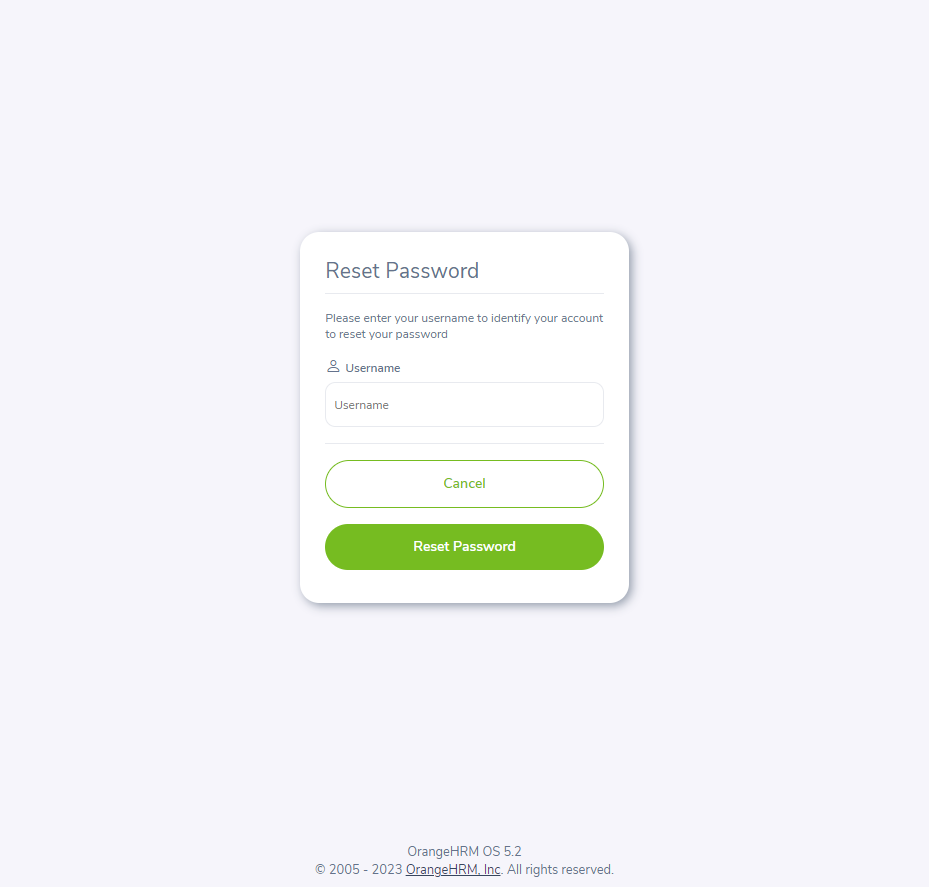 Reset Password
Please enter your username to identify your account
to reset your password
Username
Username
Cancel
Reset Password
OrangeHRM OS 5.2
© 2005 - 2023 OrangeHRM, Inc. All rights reserved.